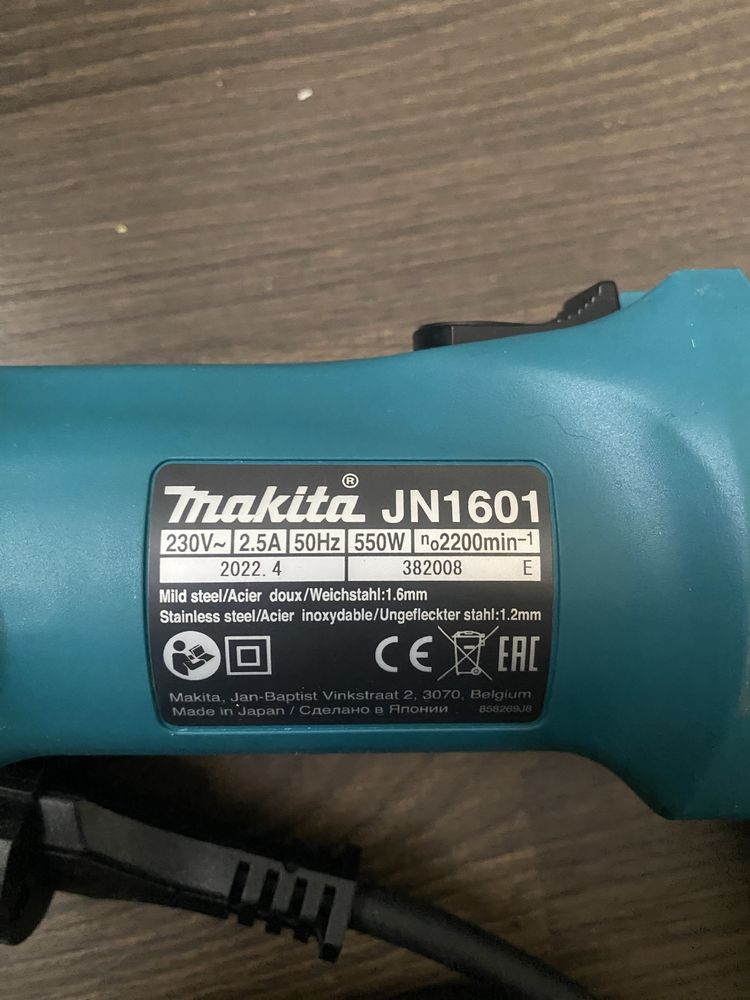 makita® JN1601
230V~ 2.5A 50Hz 550W n₀2200min⁻¹
2022. 4 382008 E
Mild steel/Acier doux/Weichstahl:1.6mm
Stainless steel/Acier inoxydable/Ungefleckter stahl:1.2mm
CE EAC
Makita, Jan-Baptist Vinkstraat 2, 3070, Belgium
Made in Japan / Сделано в Японии 858269J8